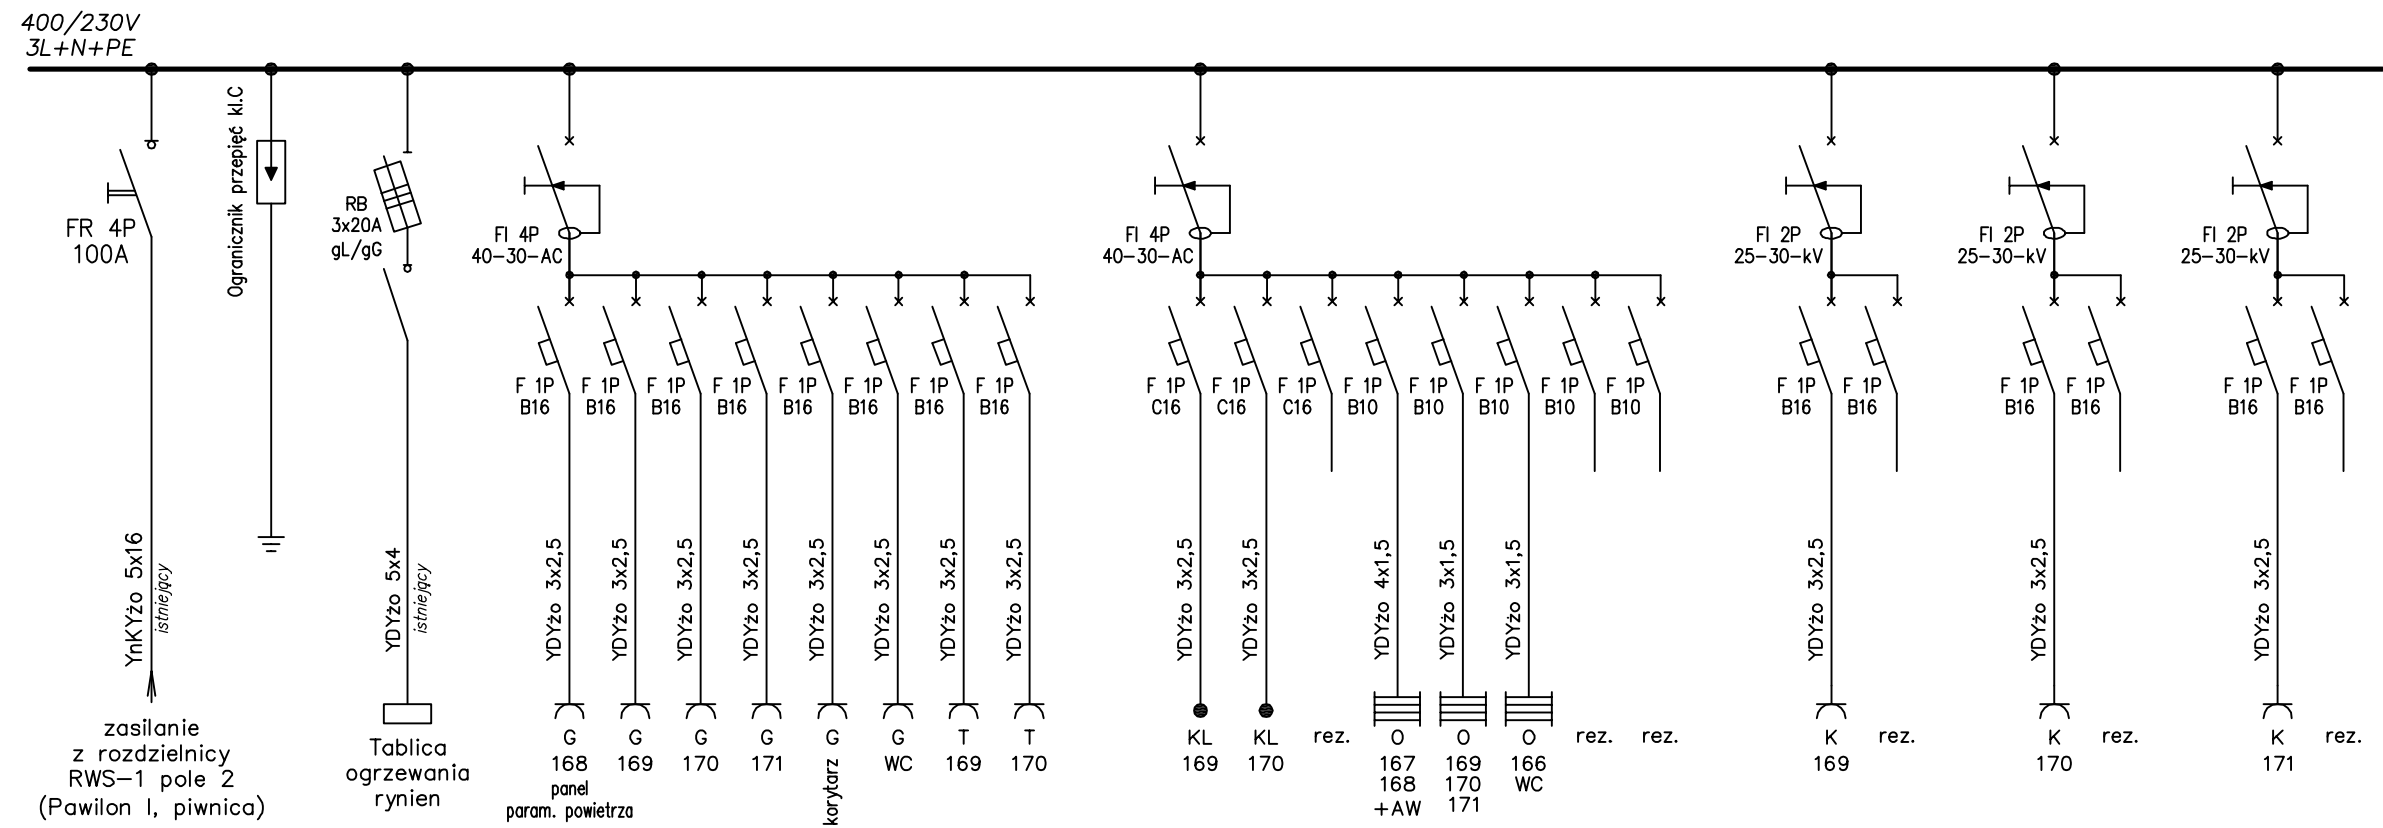 400/230V
3L+N+PE
FR 4P
100A
YnKYżo 5x16
istniejący
zasilanie
z rozdzielnicy
RWS-1 pole 2
(Pawilon I, piwnica)
Ogranicznik przepięć kl.C
RB
3x20A
gL/gG
YDYżo 5x4
istniejący
Tablica
ogrzewania
rynien
FI 4P
40-30-AC
F 1P
B16
YDYżo 3x2,5
G
168
panel
param. powietrza
F 1P
B16
YDYżo 3x2,5
G
169
F 1P
B16
YDYżo 3x2,5
G
170
F 1P
B16
YDYżo 3x2,5
G
171
F 1P
B16
YDYżo 3x2,5
G
korytarz
F 1P
B16
YDYżo 3x2,5
G
WC
F 1P
B16
YDYżo 3x2,5
T
169
F 1P
B16
YDYżo 3x2,5
T
170
FI 4P
40-30-AC
F 1P
C16
YDYżo 3x2,5
KL
169
F 1P
C16
YDYżo 3x2,5
KL
170
F 1P
C16
rez.
F 1P
B10
YDYżo 4x1,5
O
167
168
+AW
F 1P
B10
YDYżo 3x1,5
O
169
170
171
F 1P
B10
YDYżo 3x1,5
O
166
WC
F 1P
B10
rez.
F 1P
B10
rez.
FI 2P
25-30-kV
F 1P
B16
YDYżo 3x2,5
K
169
F 1P
B16
rez.
FI 2P
25-30-kV
F 1P
B16
YDYżo 3x2,5
K
170
F 1P
B16
rez.
FI 2P
25-30-kV
F 1P
B16
YDYżo 3x2,5
K
171
F 1P
B16
rez.